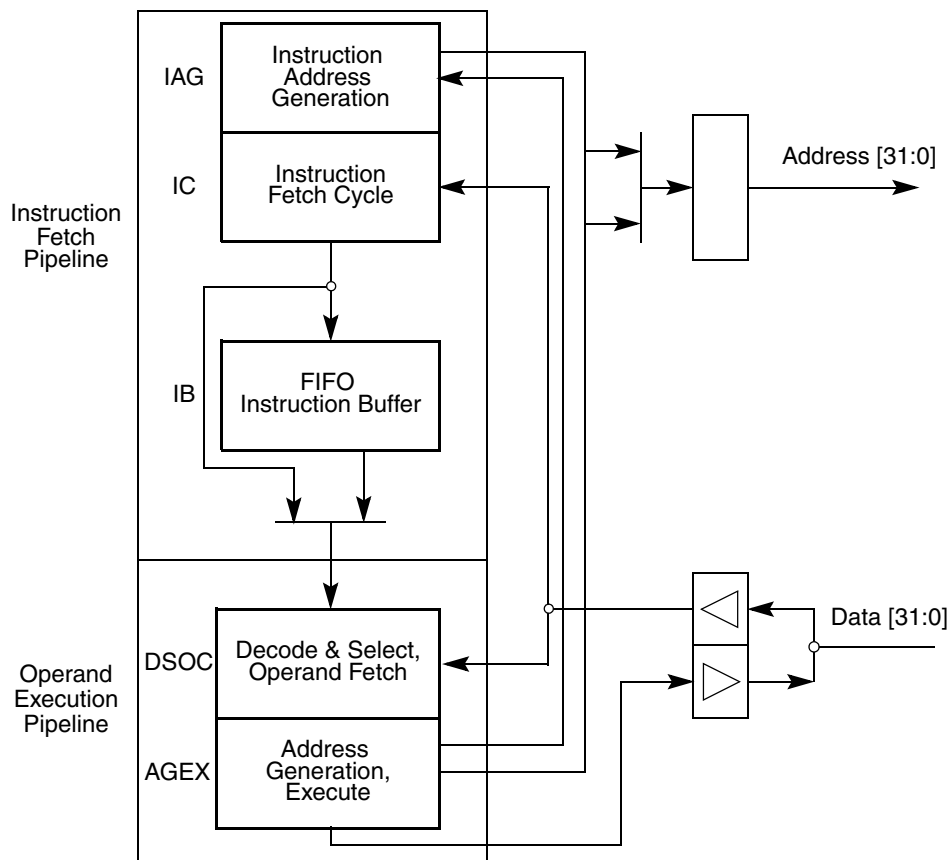 IAG
Instruction
Address
Generation
IC
Instruction
Fetch Cycle
Address [31:0]
Instruction
Fetch
Pipeline
IB
FIFO
Instruction Buffer
DSOC
Decode & Select,
Operand Fetch
Data [31:0]
Operand
Execution
Pipeline
AGEX
Address
Generation,
Execute